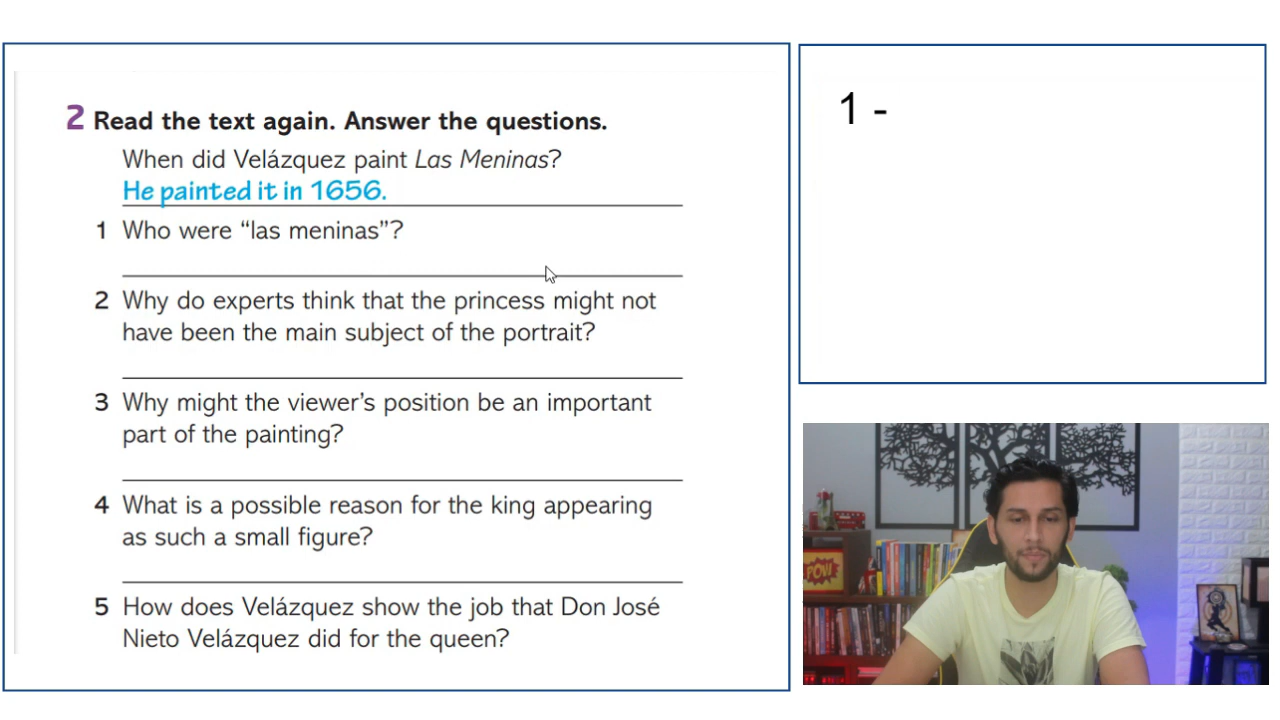 2 Read the text again. Answer the questions.
When did Velázquez paint Las Meninas?
He painted it in 1656.
1 Who were “las meninas”?
2 Why do experts think that the princess might not
have been the main subject of the portrait?
3 Why might the viewer’s position be an important
part of the painting?
4 What is a possible reason for the king appearing
as such a small figure?
5 How does Velázquez show the job that Don José
Nieto Velázquez did for the queen?
1 -
POW!